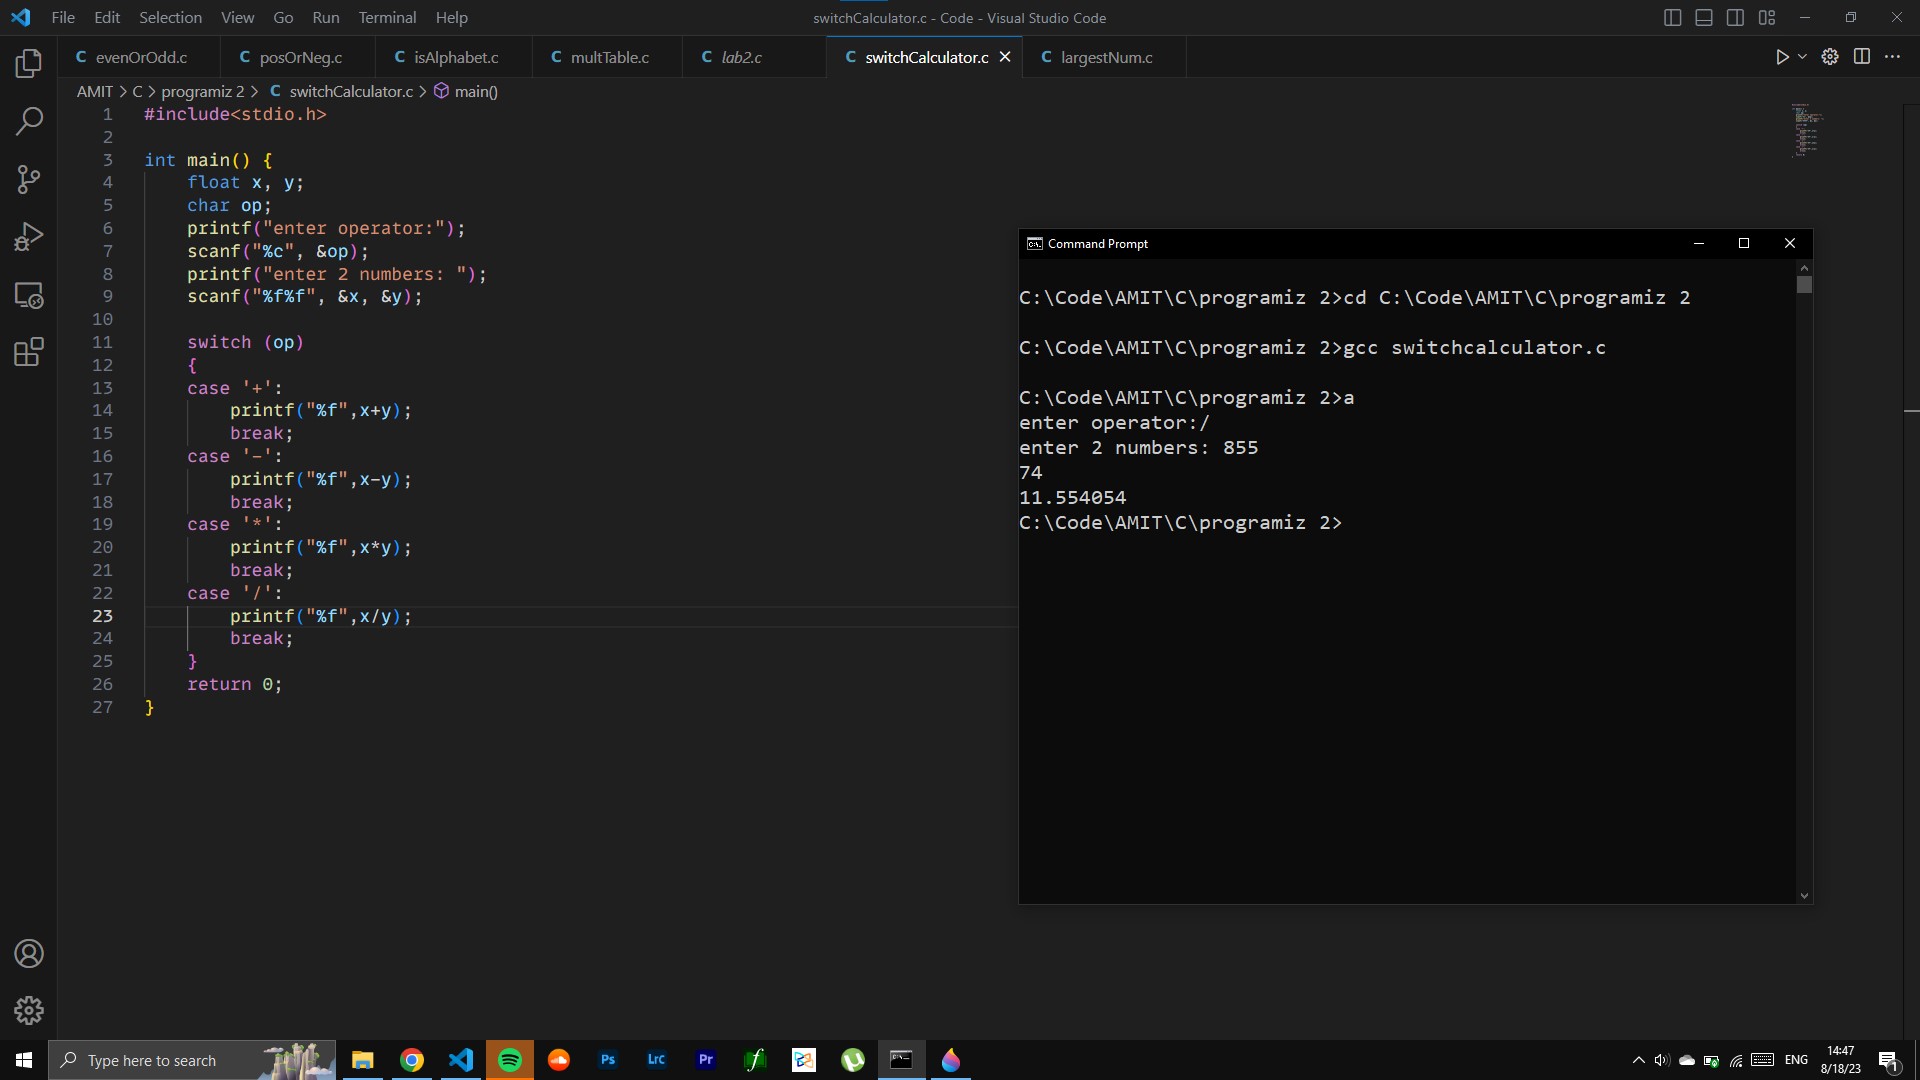 File Edit Selection View Go Run Terminal Help
switchCalculator.c - Code - Visual Studio Code
C evenOrOdd.c C posOrNeg.c C isAlphabet.c C multTable.c C lab2.c C switchCalculator.c C largestNum.c
AMIT > C > programiz 2 > C switchCalculator.c > main()
1 #include<stdio.h>
2
3 int main() {
4 float x, y;
5 char op;
6 printf("enter operator:");
7 scanf("%c", &op);
8 printf("enter 2 numbers: ");
9 scanf("%f%f", &x, &y);
10
11 switch (op)
12 {
13 case '+':
14 printf("%f",x+y);
15 break;
16 case '-':
17 printf("%f",x-y);
18 break;
19 case '*':
20 printf("%f",x*y);
21 break;
22 case '/':
23 printf("%f",x/y);
24 break;
25 }
26 return 0;
27 }
Command Prompt
C:\Code\AMIT\C\programiz 2>cd C:\Code\AMIT\C\programiz 2
C:\Code\AMIT\C\programiz 2>gcc switchcalculator.c
C:\Code\AMIT\C\programiz 2>a
enter operator:/
enter 2 numbers: 855
74
11.554054
C:\Code\AMIT\C\programiz 2>
Type here to search
Ps LrC Pr
ENG
14:47
8/18/23
1